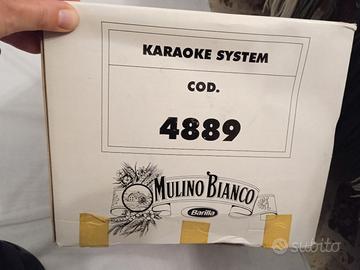 KARAOKE SYSTEM
COD.
4889
MULINO BIANCO
Barilla
subito